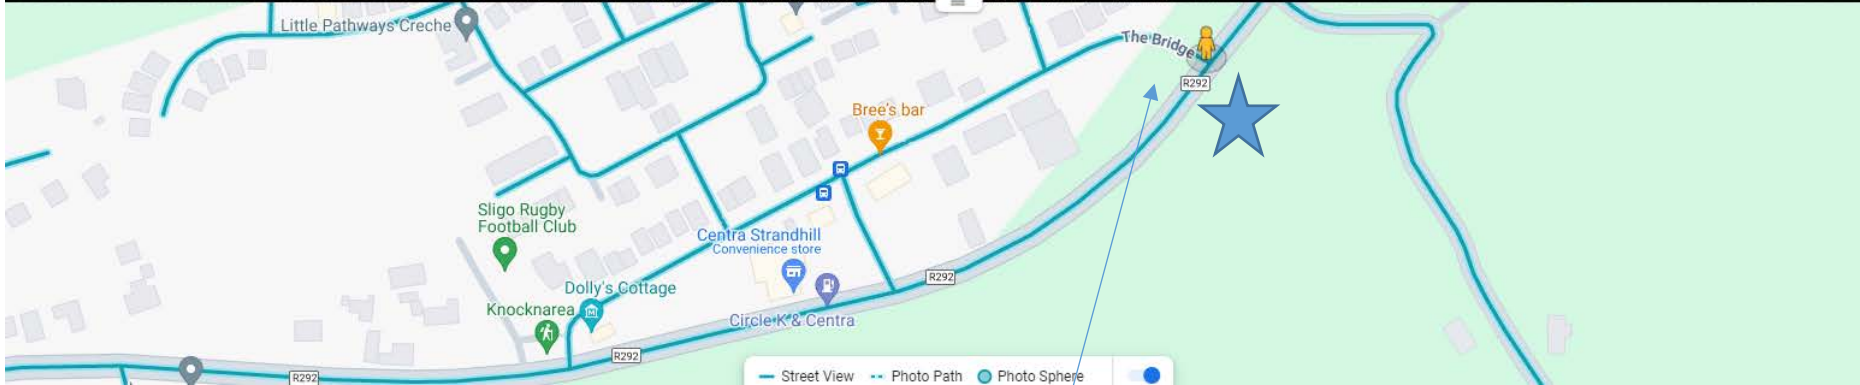 Little Pathways Creche
The Bridge
R292
Bree's bar
Sligo Rugby
Football Club
Centra Strandhill
Convenience store
R292
Dolly's Cottage
Knocknarea
Circle K & Centra
R292
R292
Street View
Photo Path
Photo Sphere